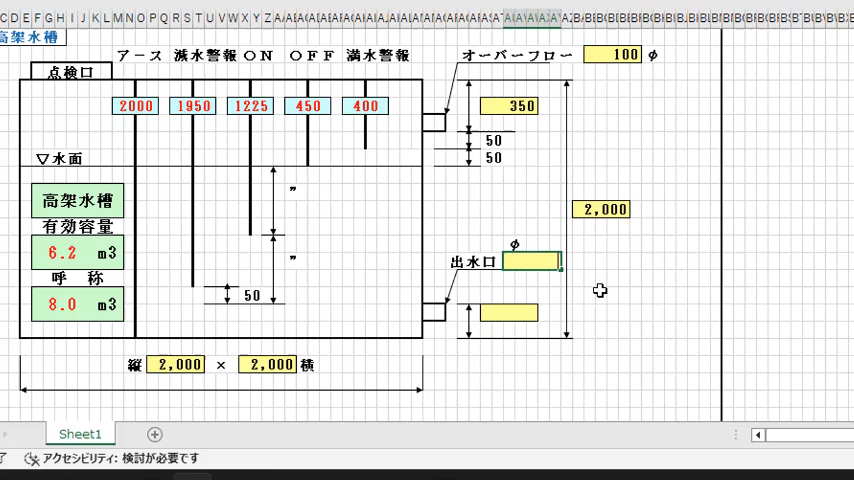 高架水槽
アース 減水警報 ON OFF 満水警報 オーバーフロー 100 φ
点検口
2000 1950 1225 450 400 350
50
50
▽水面
高架水槽
〃
2,000
有効容量
6.2 m3
φ
〃
出水口
呼 称
8.0 m3
50
縦 2,000 × 2,000 横
Sheet1
アクセシビリティ: 検討が必要です